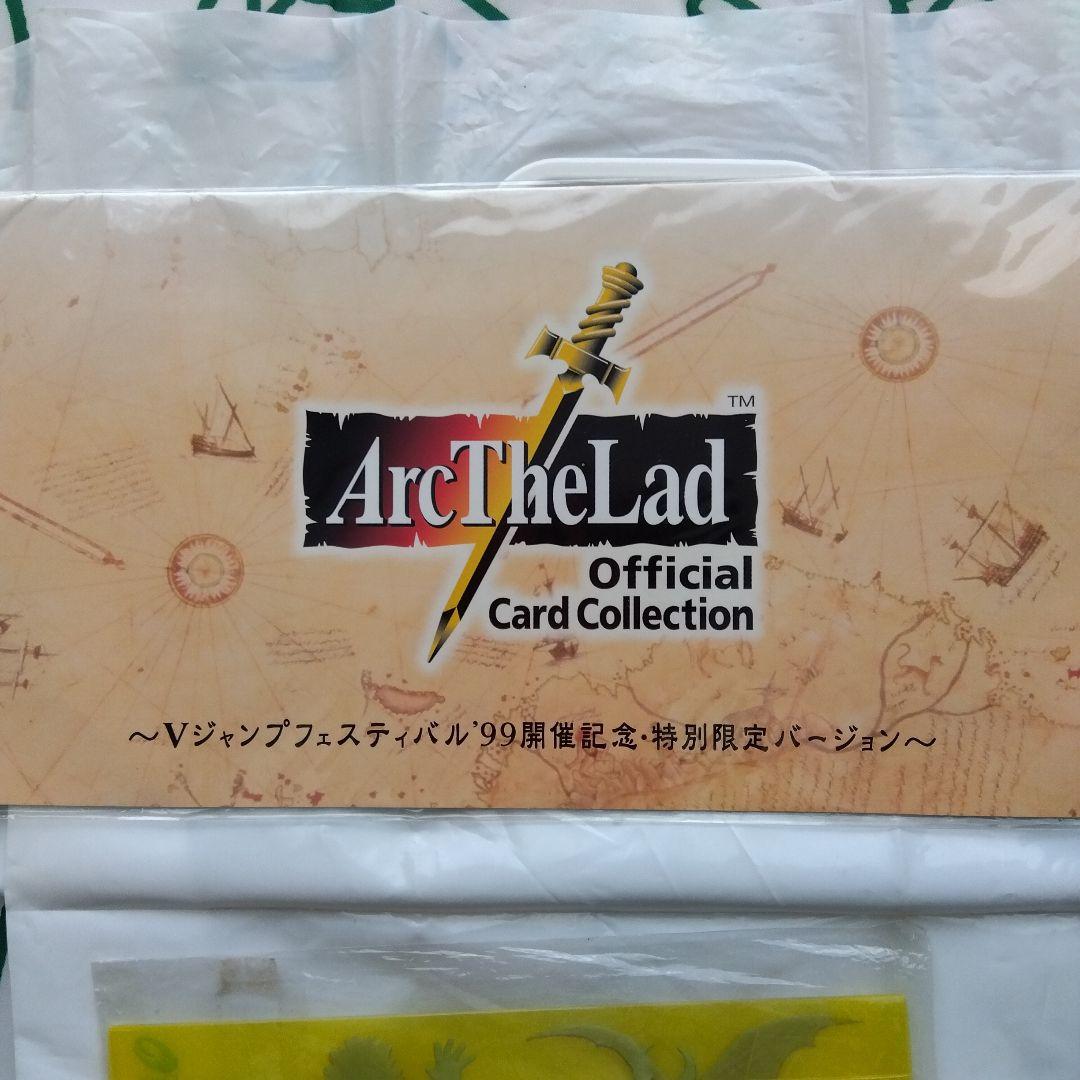 TM
ArcTheLad
Official
Card Collection
～Vジャンプフェスティバル'99開催記念・特別限定バージョン～